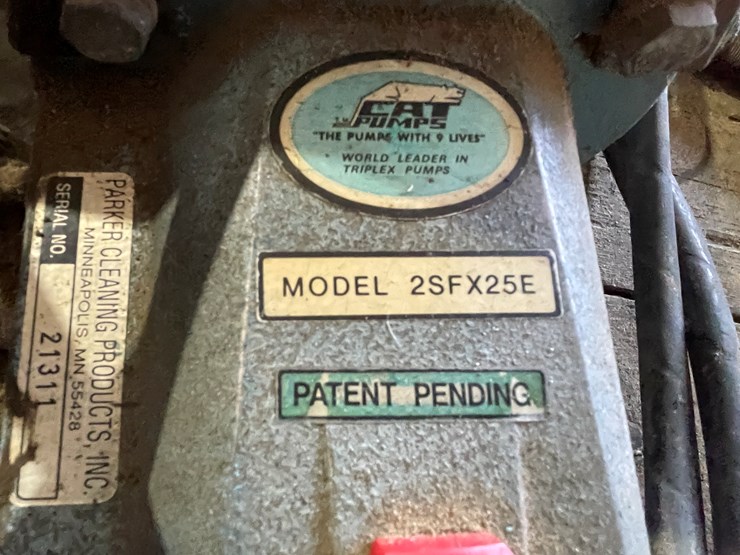 CAT
PUMPS
"THE PUMPS WITH 9 LIVES"
WORLD LEADER IN
TRIPLEX PUMPS
MODEL 2SFX25E
PATENT PENDING
PARKER CLEANING PRODUCTS, INC.
MINNEAPOLIS, MN 55428
SERIAL NO. 21311